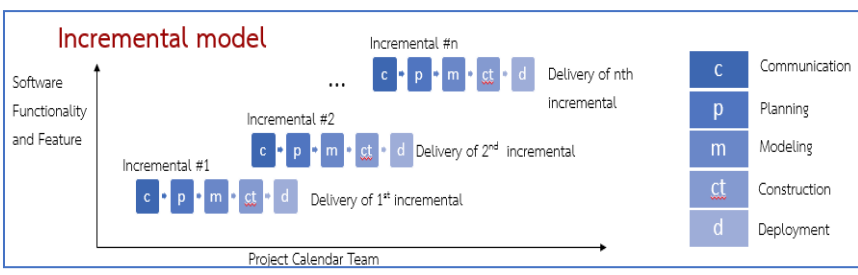 Incremental model
Software
Functionality
and Feature
Incremental #1
c p m ct d
Delivery of 1st incremental
Incremental #2
c p m ct d
Delivery of 2nd incremental
...
Incremental #n
c p m ct d
Delivery of nth
incremental
Project Calendar Team
c Communication
p Planning
m Modeling
ct Construction
d Deployment